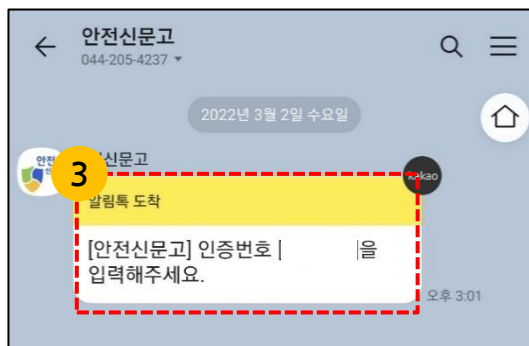 안전신문고
044-205-4237
2022년 3월 2일 수요일
안전
신문고
3
kakao
알림톡 도착
[안전신문고] 인증번호 [ ]을
입력해주세요.
오후 3:01